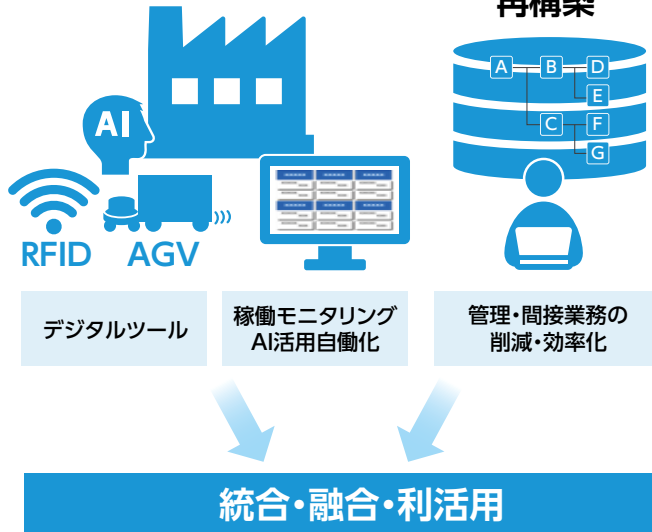 再構築
A
B
D
E
C
F
G
AI
RFID
AGV
デジタルツール
稼働モニタリング
AI活用自働化
管理・間接業務の
削減・効率化
統合・融合・利活用